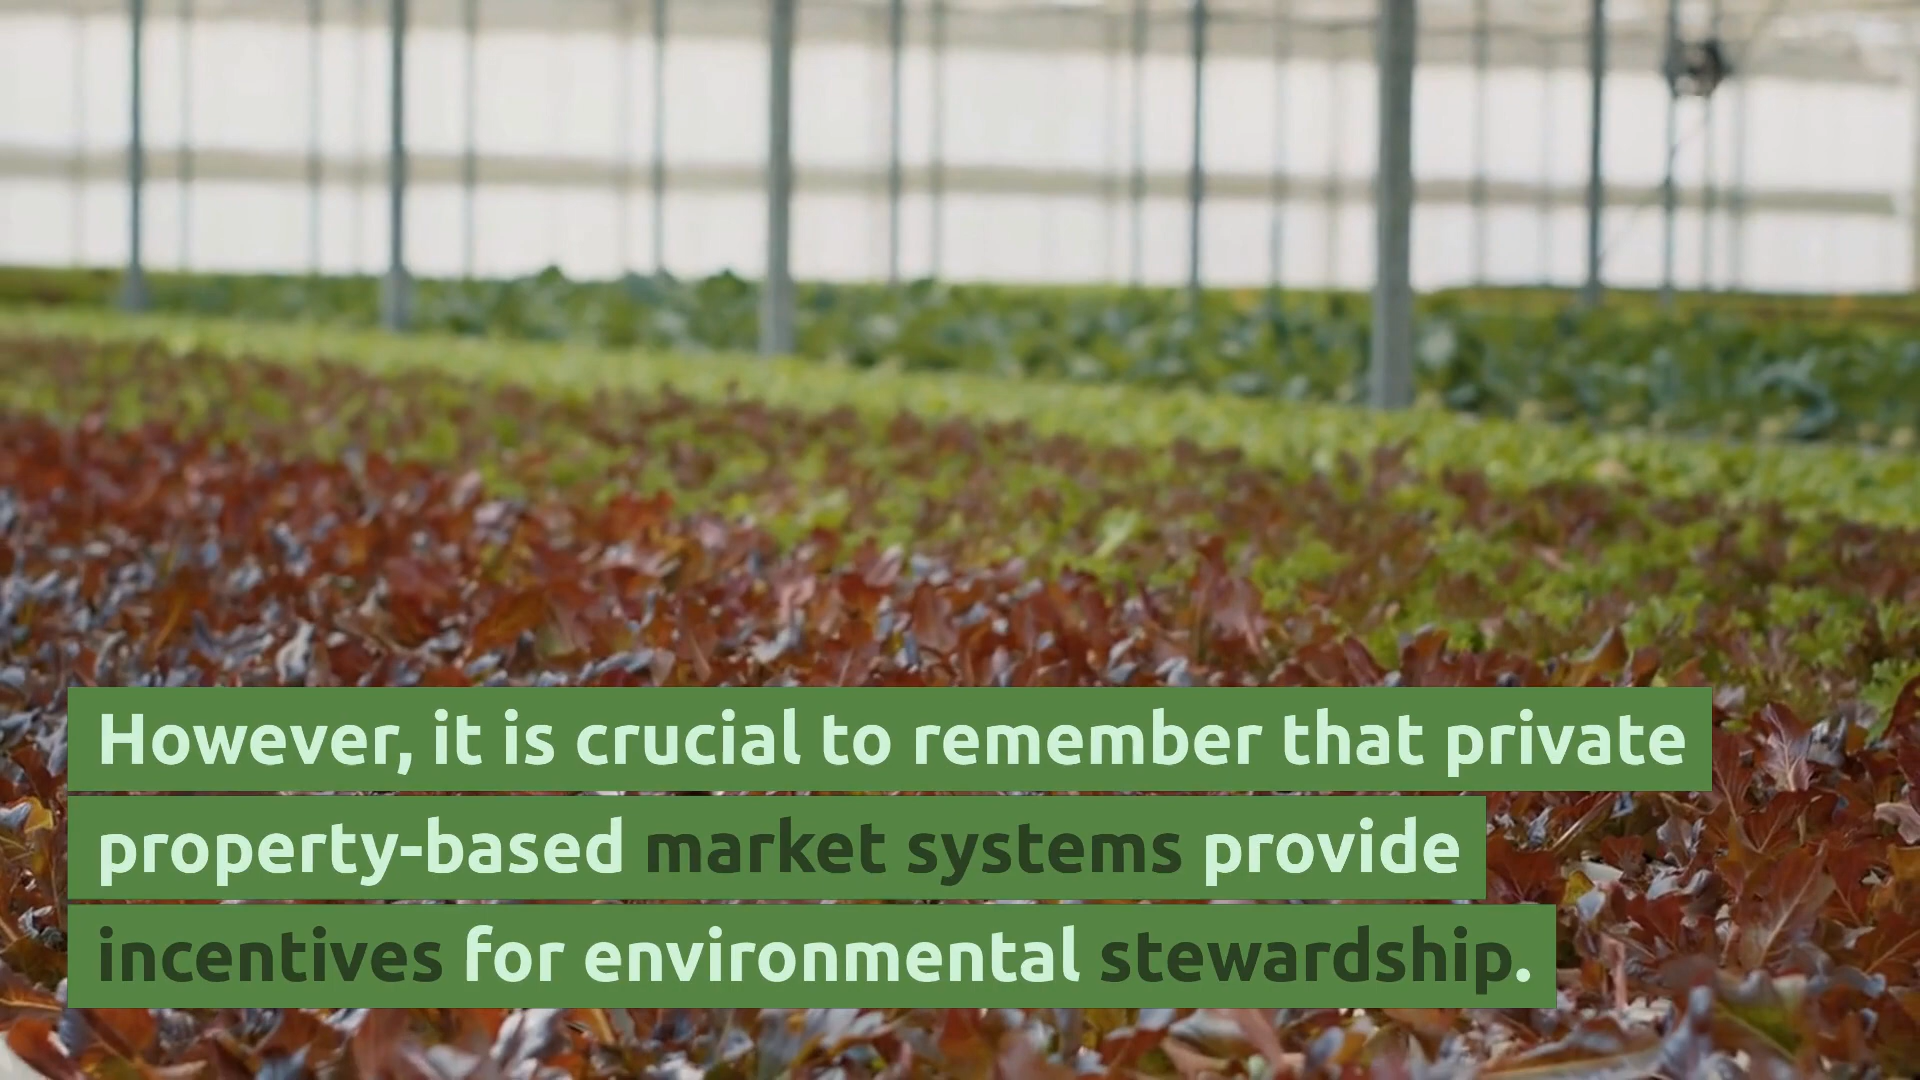 However, it is crucial to remember that private
property-based market systems provide
incentives for environmental stewardship.